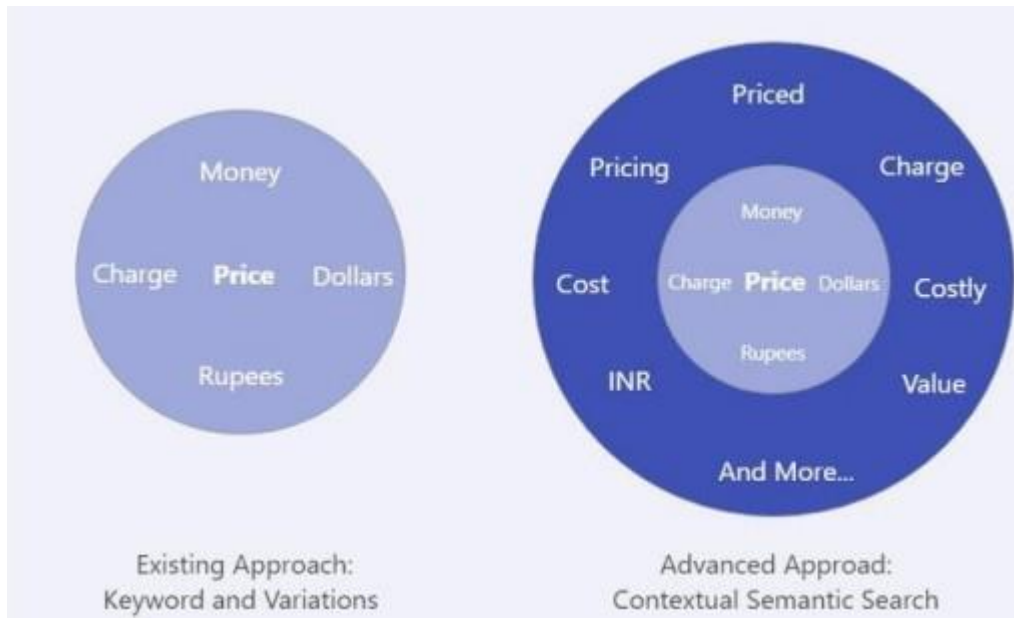 Money
Charge Price Dollars
Rupees
Existing Approach:
Keyword and Variations
Priced
Pricing
Charge
Money
Cost
Charge Price Dollars
Costly
Rupees
INR
Value
And More...
Advanced Approad:
Contextual Semantic Search